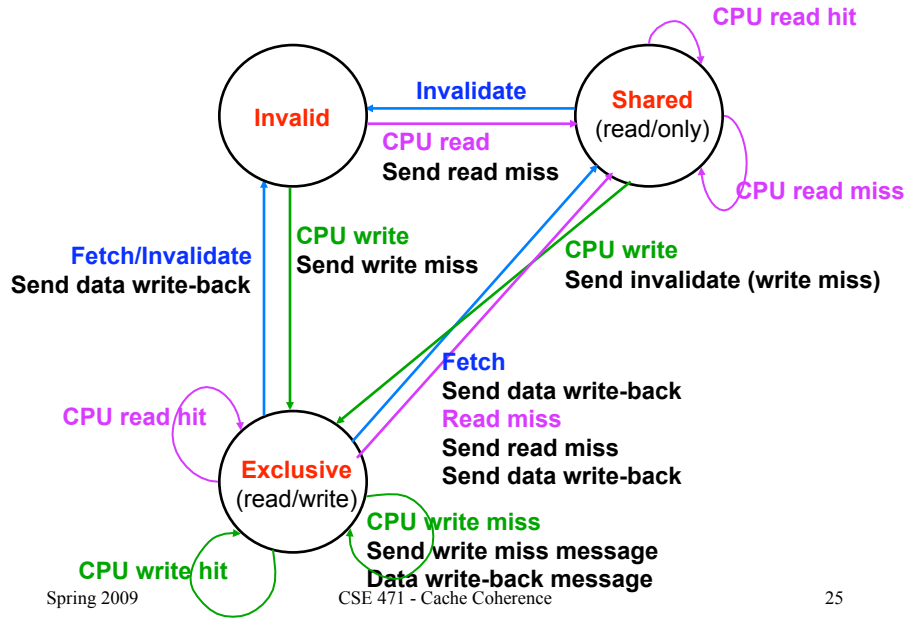 CPU read hit
Invalid
Invalidate
Shared
(read/only)
CPU read
Send read miss
CPU read miss
Fetch/Invalidate
Send data write-back
CPU write
Send write miss
CPU write
Send invalidate (write miss)
Fetch
Send data write-back
Read miss
Send read miss
Send data write-back
CPU read hit
Exclusive
(read/write)
CPU write miss
Send write miss message
Data write-back message
CPU write hit
Spring 2009
CSE 471 - Cache Coherence
25